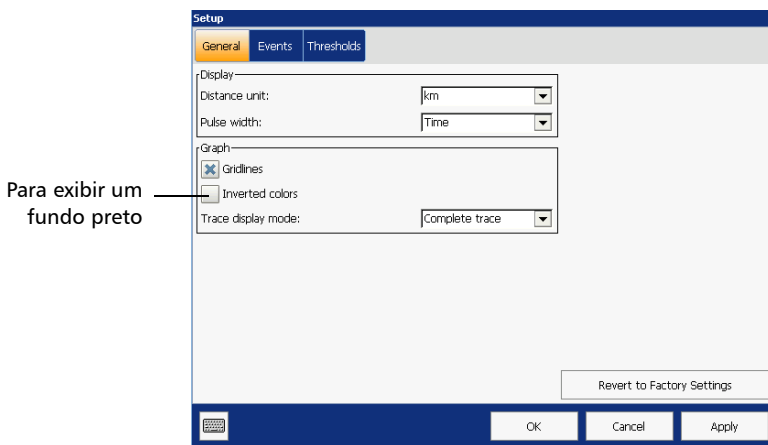 Setup
General Events Thresholds
Display
Distance unit: km
Pulse width: Time
Graph
Gridlines
Para exibir um
fundo preto
Inverted colors
Trace display mode: Complete trace
Revert to Factory Settings
OK Cancel Apply